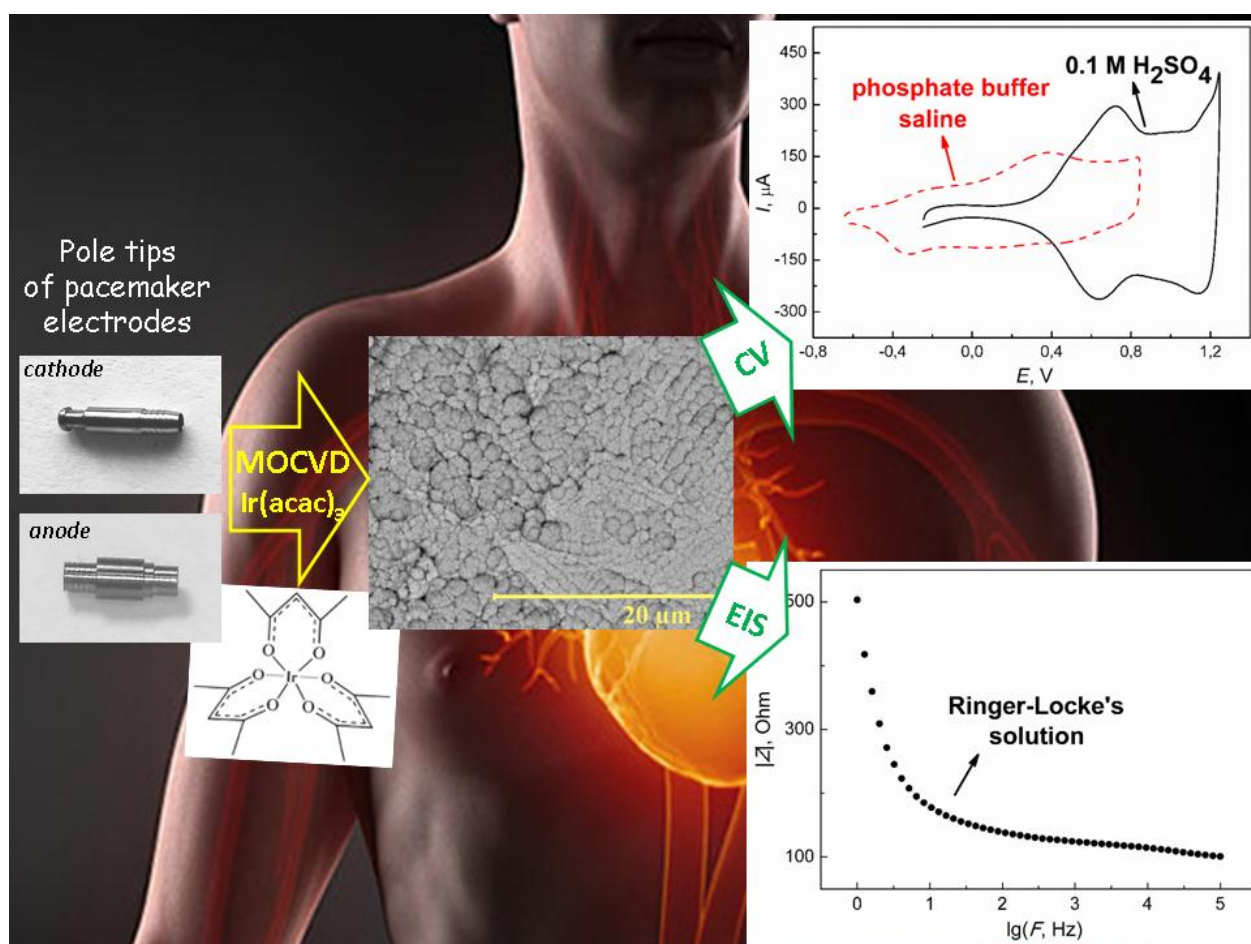 Pole tips
of pacemaker
electrodes
cathode
anode
MOCVD
Ir(acac)₃
O
O
O
Ir
O
O
O
20 μm
CV
EIS
450
300
150
0
-150
-300
I, μA
phosphate buffer
saline
0.1 M H₂SO₄
-0,8
-0,4
0,0
0,4
0,8
1,2
E, V
500
300
100
|Z|, Ohm
Ringer-Locke's
solution
0
1
2
3
4
5
lg(F, Hz)